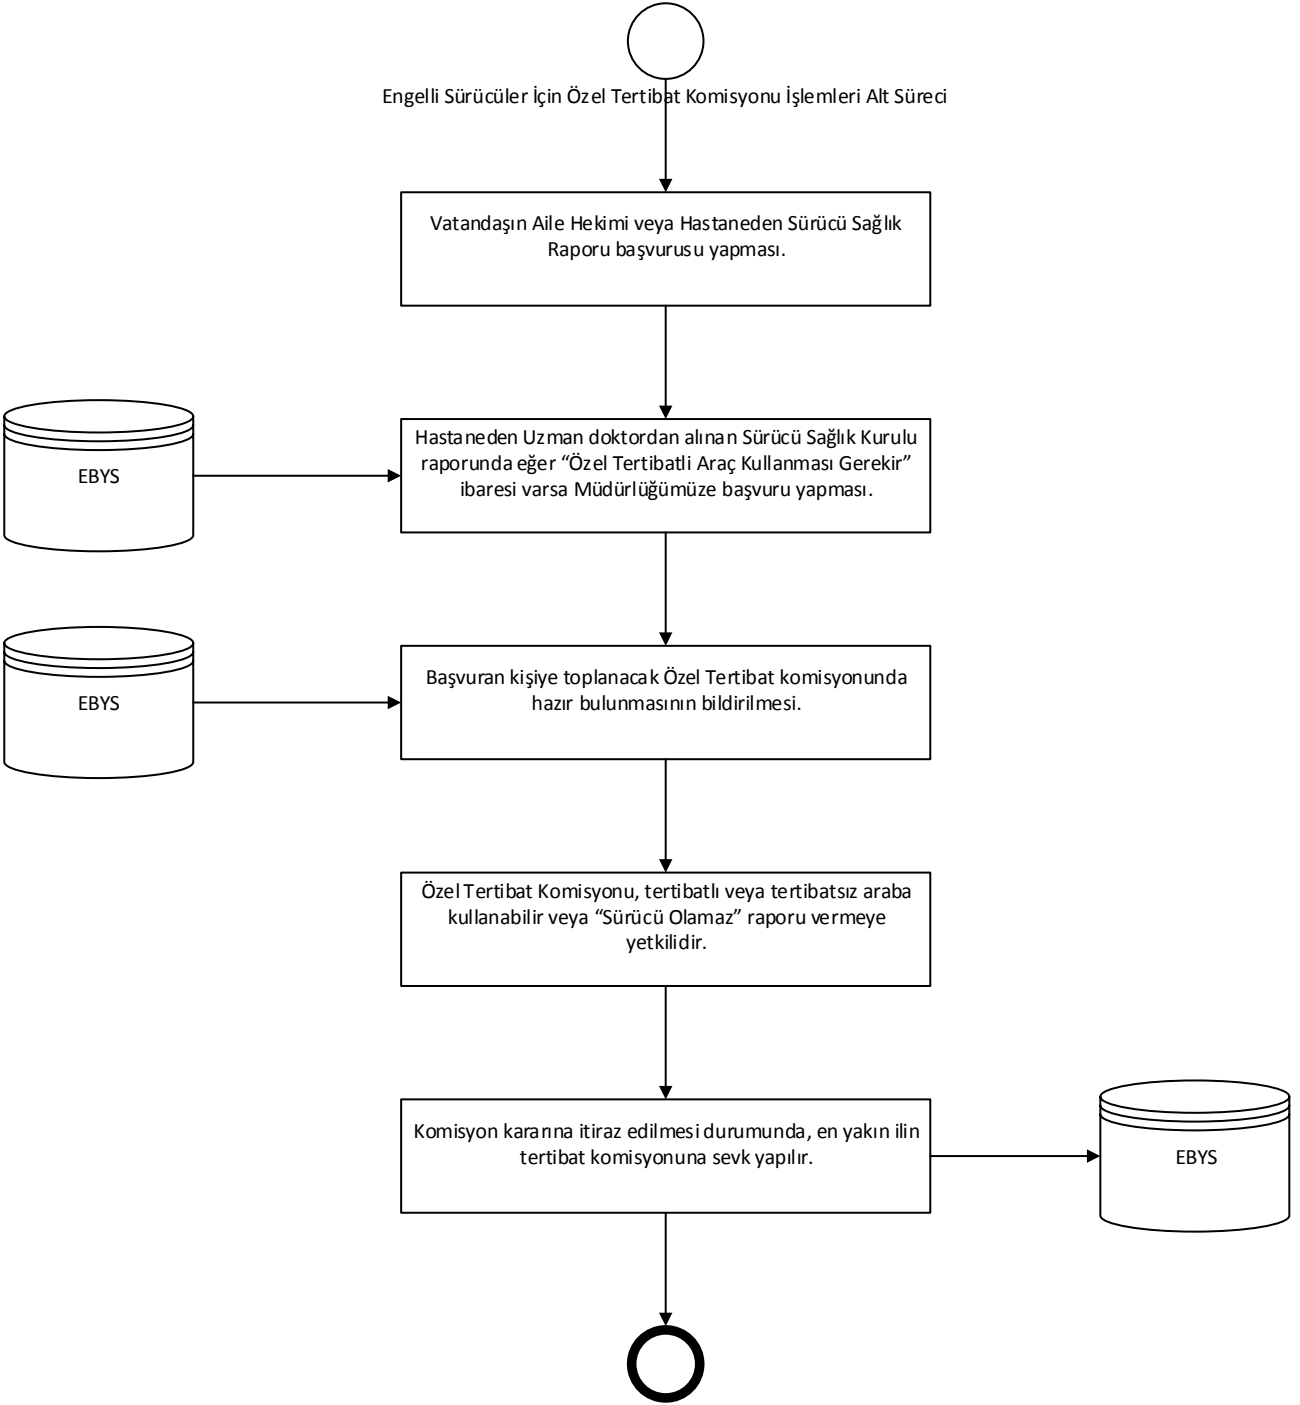 Engelli Sürücüler İçin Özel Tertibat Komisyonu İşlemleri Alt Süreci
Vatandaşın Aile Hekimi veya Hastaneden Sürücü Sağlık
Raporu başvurusu yapması.
Hastaneden Uzman doktordan alınan Sürücü Sağlık Kurulu
raporunda eğer “Özel Tertibatli Araç Kullanması Gerekir”
ibaresi varsa Müdürlüğümüze başvuru yapması.
EBYS
Başvuran kişiye toplanacak Özel Tertibat komisyonunda
hazır bulunmasının bildirilmesi.
EBYS
Özel Tertibat Komisyonu, tertibatlı veya tertibatsız araba
kullanabilir veya “Sürücü Olamaz” raporu vermeye
yetkilidir.
Komisyon kararına itiraz edilmesi durumunda, en yakın ilin
tertibat komisyonuna sevk yapılır.
EBYS